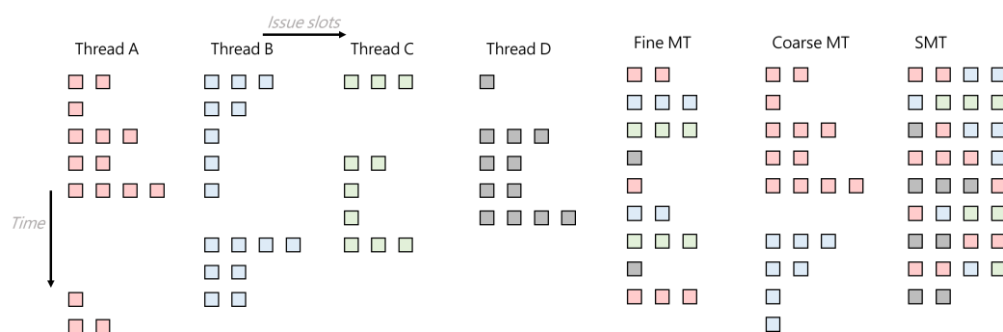 Issue slots
Thread A
Thread B
Thread C
Thread D
Fine MT
Coarse MT
SMT
Time